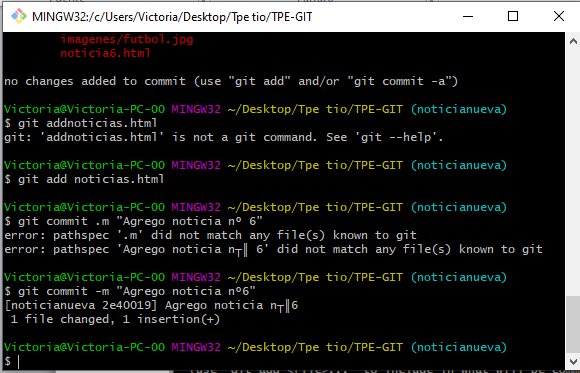 MINGW32:/c/Users/Victoria/Desktop/Tpe tio/TPE-GIT
imagenes/futbol.jpg
noticia6.html
no changes added to commit (use "git add" and/or "git commit -a")
Victoria@Victoria-PC-00 MINGW32 ~/Desktop/Tpe tio/TPE-GIT (noticianueva)
$ git addnoticias.html
git: 'addnoticias.html' is not a git command. See 'git --help'.
Victoria@Victoria-PC-00 MINGW32 ~/Desktop/Tpe tio/TPE-GIT (noticianueva)
$ git add noticias.html
Victoria@Victoria-PC-00 MINGW32 ~/Desktop/Tpe tio/TPE-GIT (noticianueva)
$ git commit .m "Agrego noticia nº 6"
error: pathspec '.m' did not match any file(s) known to git
error: pathspec 'Agrego noticia n┬║ 6' did not match any file(s) known to git
Victoria@Victoria-PC-00 MINGW32 ~/Desktop/Tpe tio/TPE-GIT (noticianueva)
$ git commit -m "Agrego noticia nº6"
[noticianueva 2e40019] Agrego noticia n┬║6
1 file changed, 1 insertion(+)
Victoria@Victoria-PC-00 MINGW32 ~/Desktop/Tpe tio/TPE-GIT (noticianueva)
$